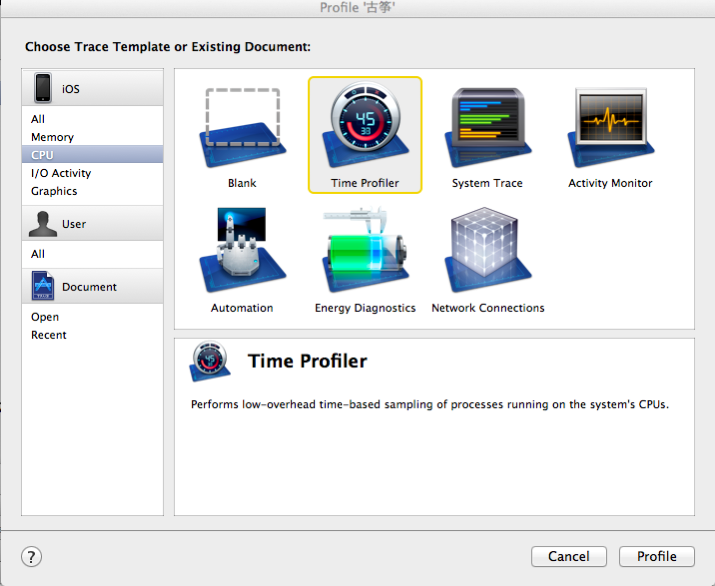 Profile '古筝'
Choose Trace Template or Existing Document:
iOS
All
Memory
CPU
I/O Activity
Graphics
User
All
Document
Open
Recent
Blank
45
33
Time Profiler
System Trace
Activity Monitor
Automation
Energy Diagnostics
Network Connections
Time Profiler
Performs low-overhead time-based sampling of processes running on the system's CPUs.
?
Cancel
Profile